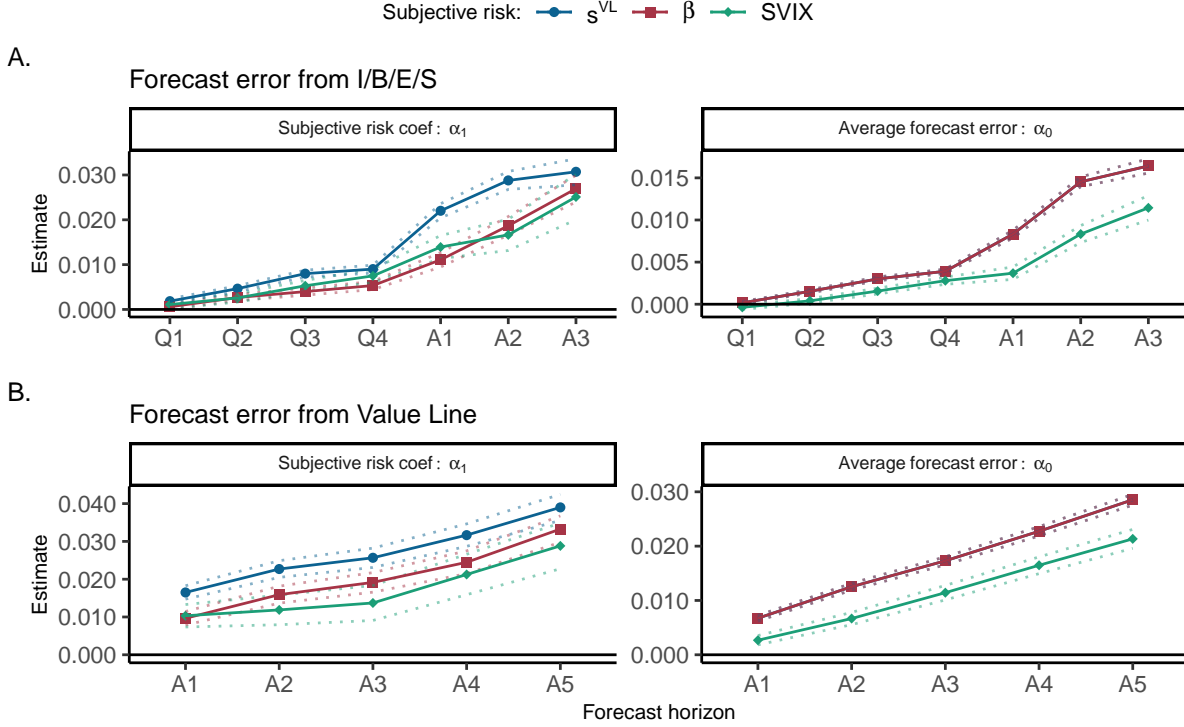 Subjective risk: s^VL β SVIX
A.
Forecast error from I/B/E/S
Subjective risk coef : α₁
Average forecast error : α₀
Estimate
0.030
0.020
0.010
0.000
Q1 Q2 Q3 Q4 A1 A2 A3
0.015
0.010
0.005
0.000
Q1 Q2 Q3 Q4 A1 A2 A3
B.
Forecast error from Value Line
Subjective risk coef : α₁
Average forecast error : α₀
Estimate
0.040
0.030
0.020
0.010
0.000
A1 A2 A3 A4 A5
0.030
0.020
0.010
0.000
A1 A2 A3 A4 A5
Forecast horizon